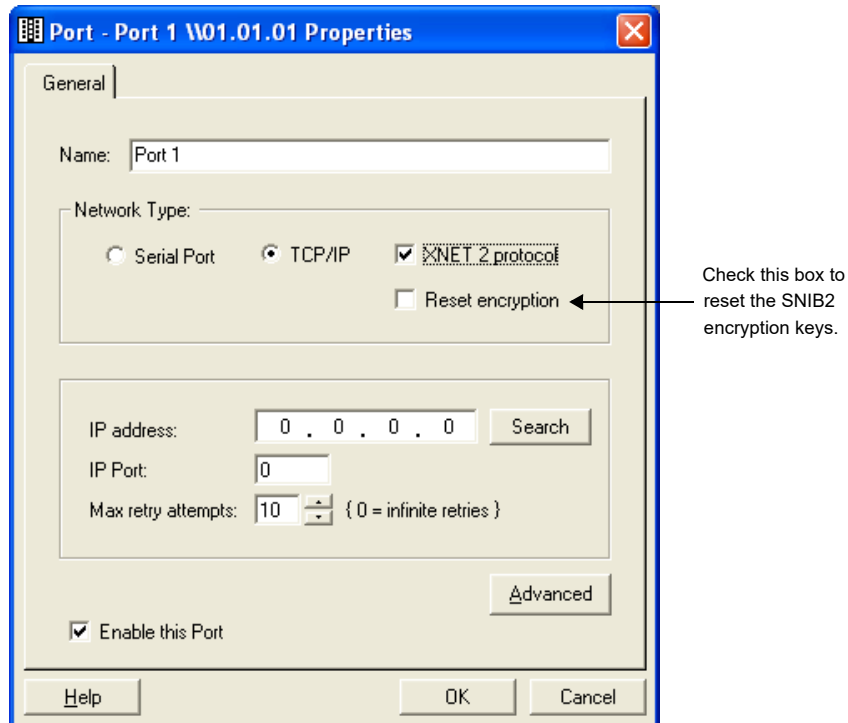 Port - Port 1 \\01.01.01 Properties
General
Name: Port 1
Network Type:
Serial Port TCP/IP XNET 2 protocol
Reset encryption
Check this box to
reset the SNIB2
encryption keys.
IP address: 0 . 0 . 0 . 0 Search
IP Port: 0
Max retry attempts: 10 { 0 = infinite retries }
Advanced
Enable this Port
Help OK Cancel